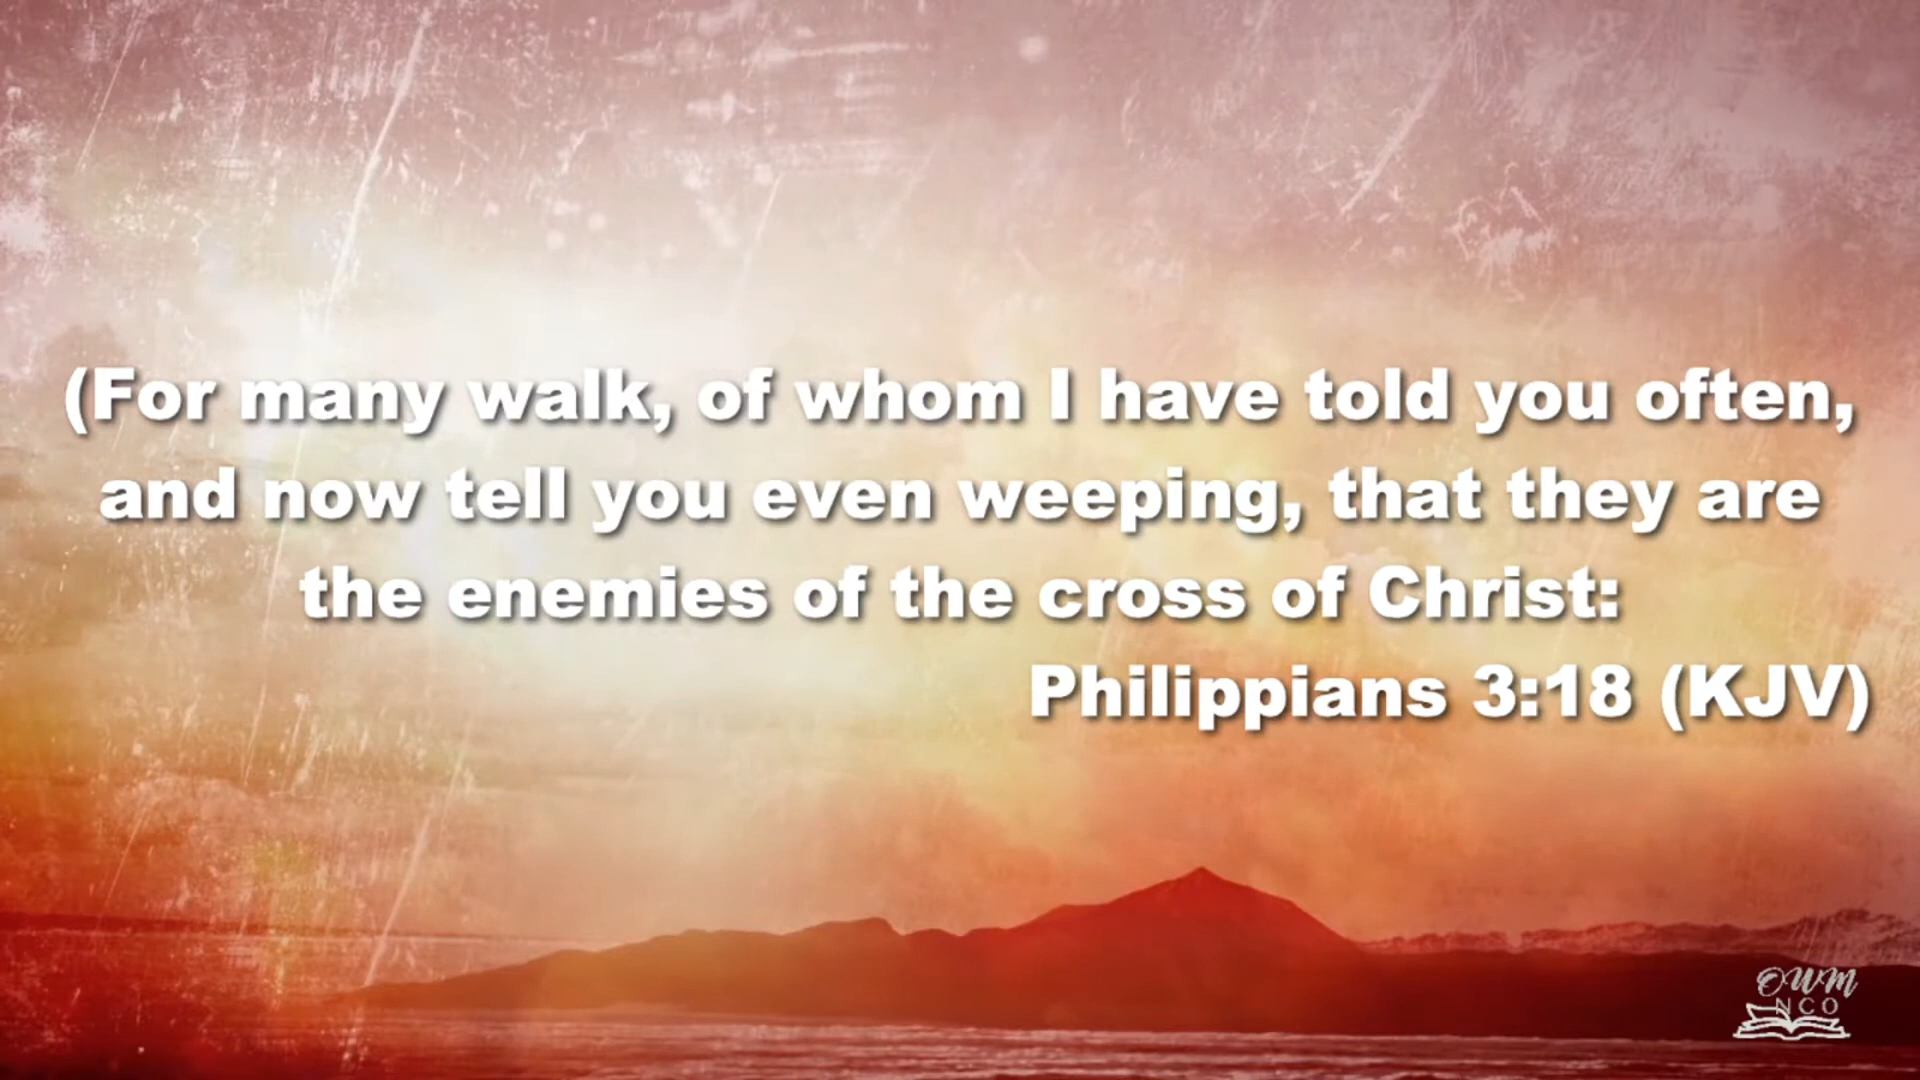 (For many walk, of whom I have told you often,
and now tell you even weeping, that they are
the enemies of the cross of Christ:
Philippians 3:18 (KJV)
OWM
NCO